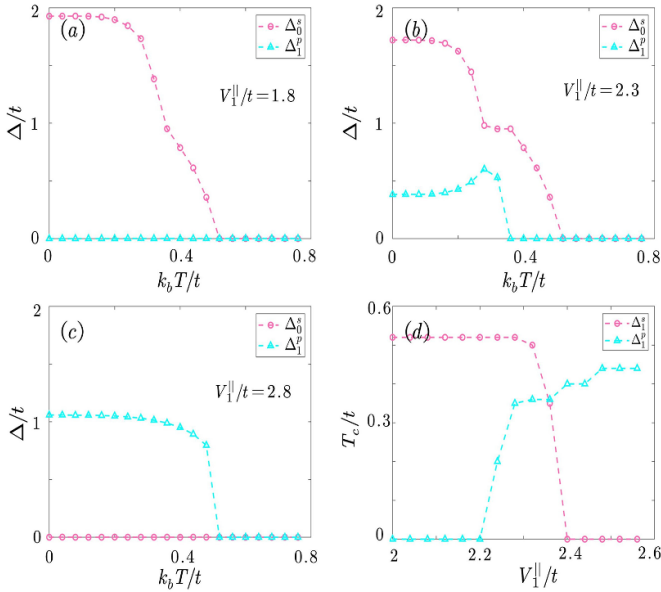 (a)
Δ₀ˢ
Δ₁ᵖ
V₁^||/t=1.8
Δ/t
2
1
0
0 0.4 0.8
k_bT/t
(b)
Δ₀ˢ
Δ₁ᵖ
V₁^||/t=2.3
Δ/t
2
1
0
0 0.4 0.8
k_bT/t
(c)
Δ₀ˢ
Δ₁ᵖ
V₁^||/t=2.8
Δ/t
2
1
0
0 0.4 0.8
k_bT/t
(d)
Δ₁ˢ
Δ₁ᵖ
T_c/t
0.6
0.3
0
2 2.2 2.4 2.6
V₁^||/t